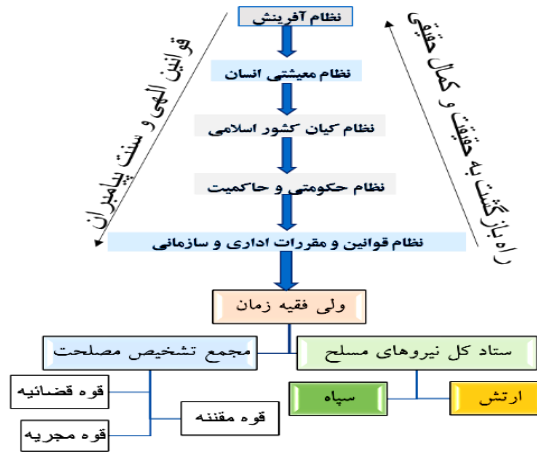 نظام آفرینش
قوانین الهی و سنت پیامبران
راه بازگشت به حقیقت و کمال حقیقی
نظام معیشتی انسان
نظام کیان کشور اسلامی
نظام حکومتی و حاکمیت
نظام قوانین و مقررات اداری و سازمانی
ولی فقیه زمان
ستاد کل نیروهای مسلح
مجمع تشخیص مصلحت
ارتش
سپاه
قوه قضائیه
قوه مقننه
قوه مجریه